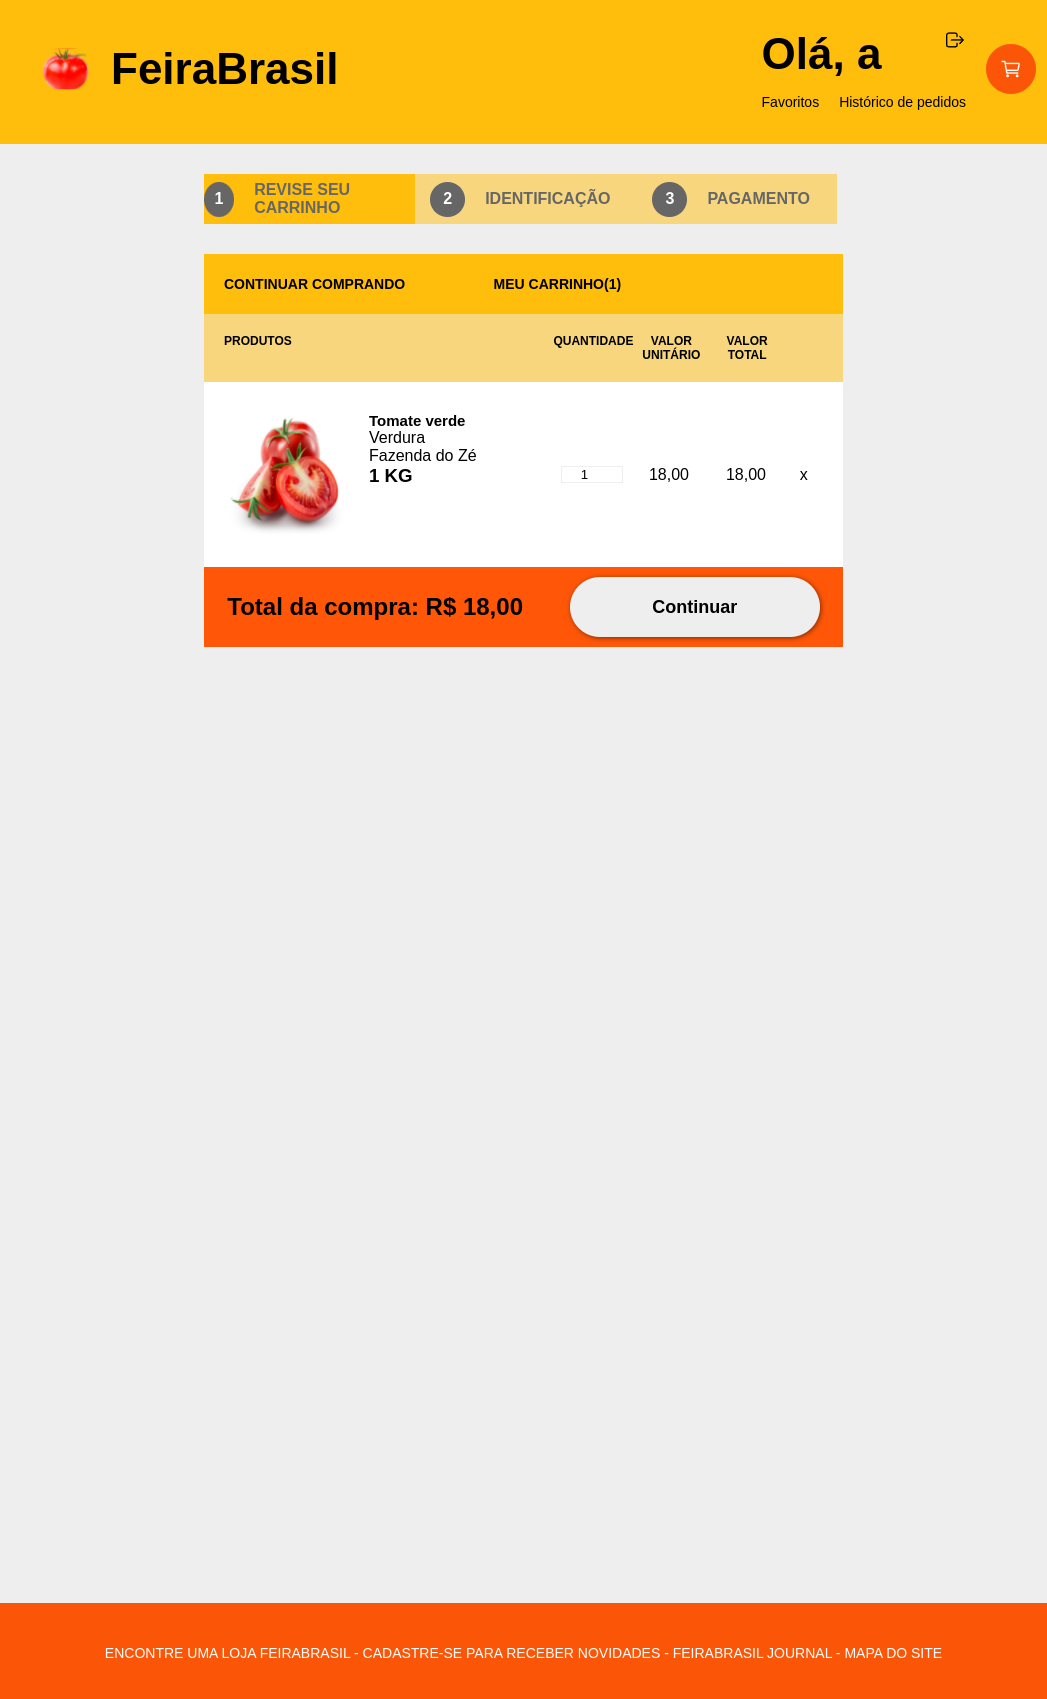 FeiraBrasil
Olá, a
Favoritos Histórico de pedidos
1 REVISE SEU
CARRINHO
2 IDENTIFICAÇÃO
3 PAGAMENTO
CONTINUAR COMPRANDO MEU CARRINHO(1)
PRODUTOS QUANTIDADE VALOR
UNITÁRIO VALOR
TOTAL
Tomate verde
Verdura
Fazenda do Zé
1 KG
1 18,00 18,00 x
Total da compra: R$ 18,00 Continuar
ENCONTRE UMA LOJA FEIRABRASIL - CADASTRE-SE PARA RECEBER NOVIDADES - FEIRABRASIL JOURNAL - MAPA DO SITE